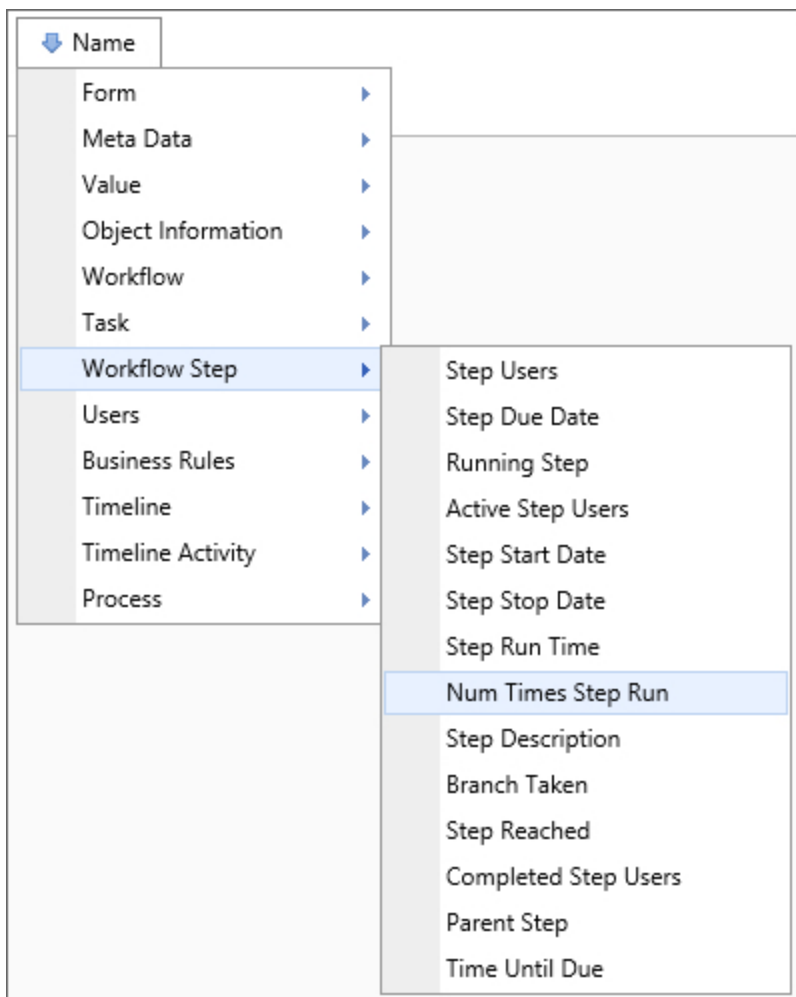 Name
Form
Meta Data
Value
Object Information
Workflow
Task
Workflow Step
Users
Business Rules
Timeline
Timeline Activity
Process
Step Users
Step Due Date
Running Step
Active Step Users
Step Start Date
Step Stop Date
Step Run Time
Num Times Step Run
Step Description
Branch Taken
Step Reached
Completed Step Users
Parent Step
Time Until Due